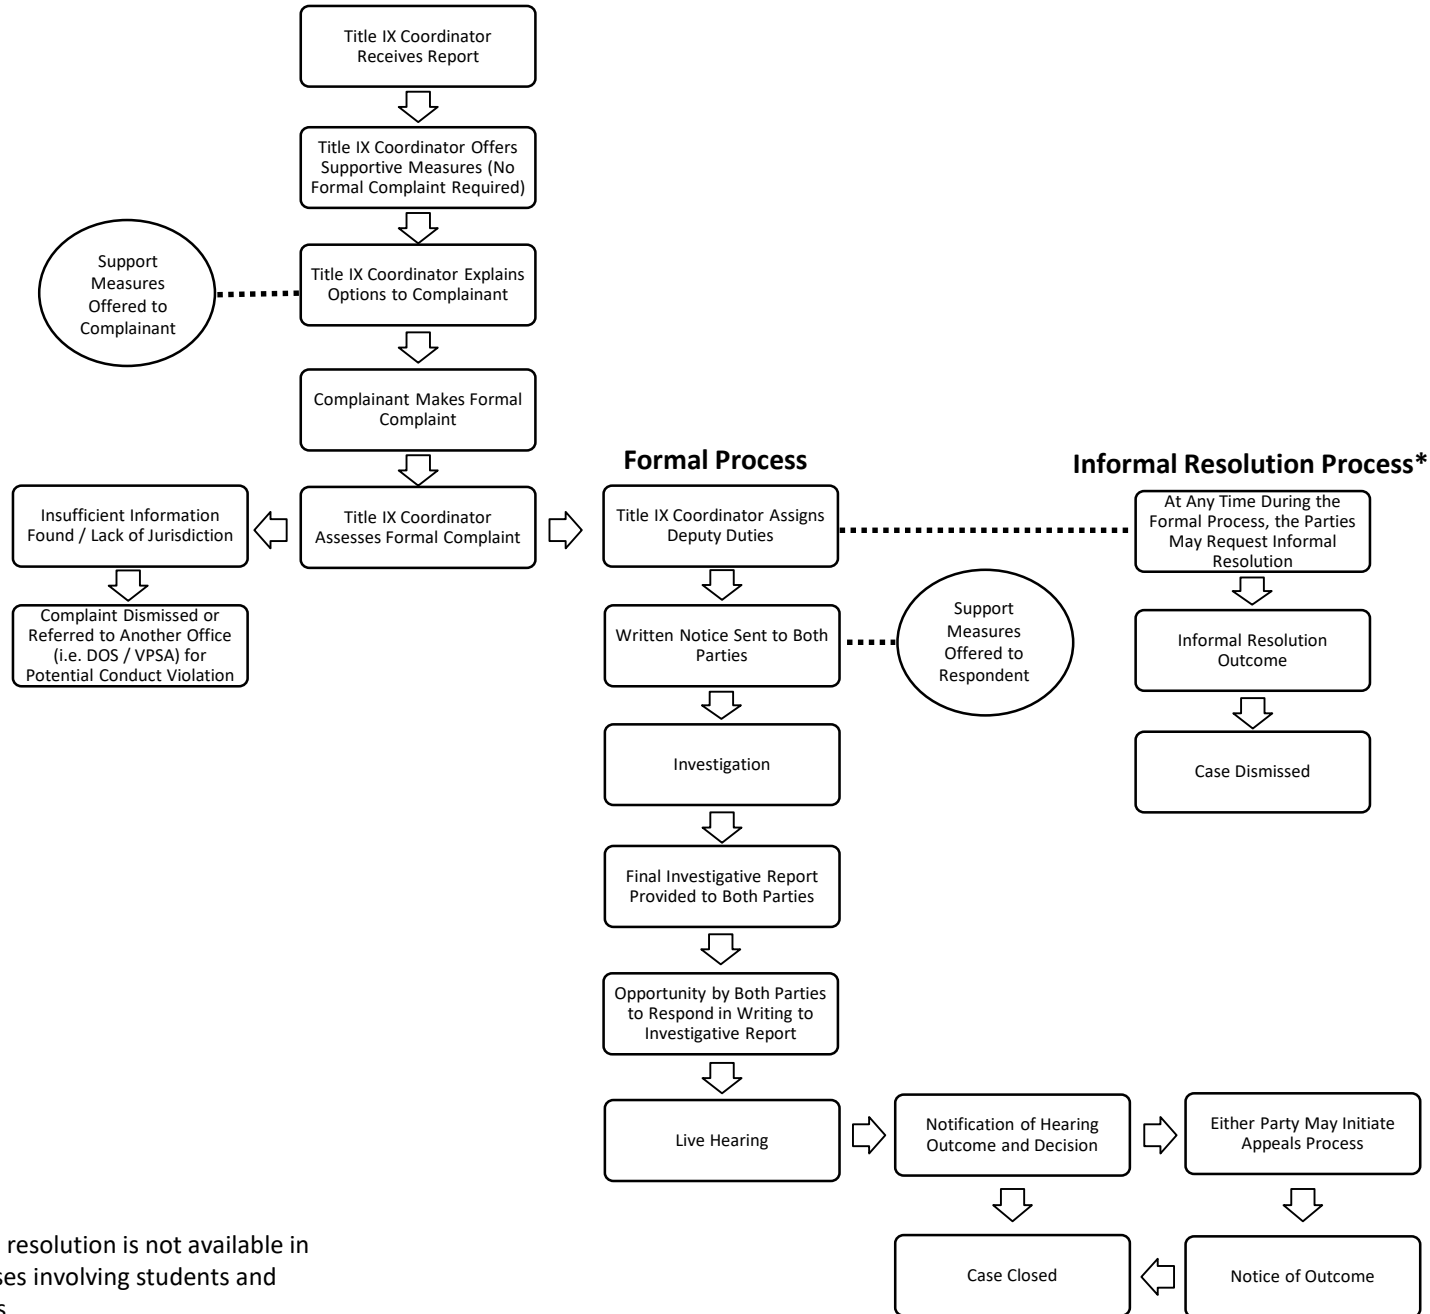 Title IX Coordinator
Receives Report
Title IX Coordinator Offers
Supportive Measures (No
Formal Complaint Required)
Support
Measures
Offered to
Complainant
Title IX Coordinator Explains
Options to Complainant
Complainant Makes Formal
Complaint
Formal Process
Informal Resolution Process*
Insufficient Information
Found / Lack of Jurisdiction
Title IX Coordinator
Assesses Formal Complaint
Title IX Coordinator Assigns
Deputy Duties
At Any Time During the
Formal Process, the Parties
May Request Informal
Resolution
Complaint Dismissed or
Referred to Another Office
(i.e. DOS / VPSA) for
Potential Conduct Violation
Written Notice Sent to Both
Parties
Support
Measures
Offered to
Respondent
Informal Resolution
Outcome
Investigation
Case Dismissed
Final Investigative Report
Provided to Both Parties
Opportunity by Both Parties
to Respond in Writing to
Investigative Report
Live Hearing
Notification of Hearing
Outcome and Decision
Either Party May Initiate
Appeals Process
Case Closed
Notice of Outcome
resolution is not available in
involving students and